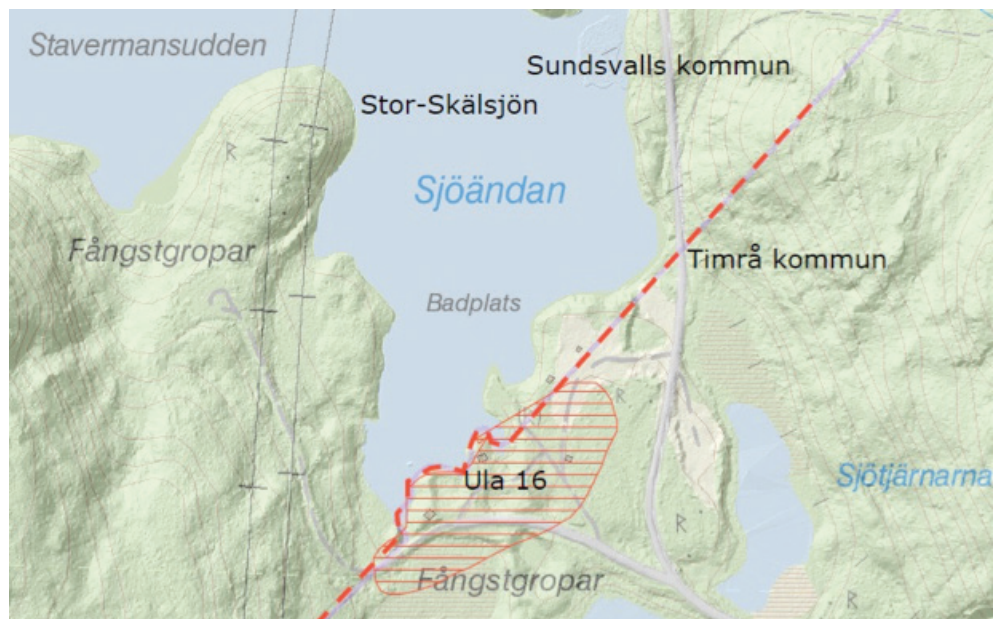 Stavermansudden
Sundsvalls kommun
Stor-Skälsjön
Sjöändan
Fångstgropar
Timrå kommun
Badplats
Ula 16
Sjötjärnarna
Fångstgropar